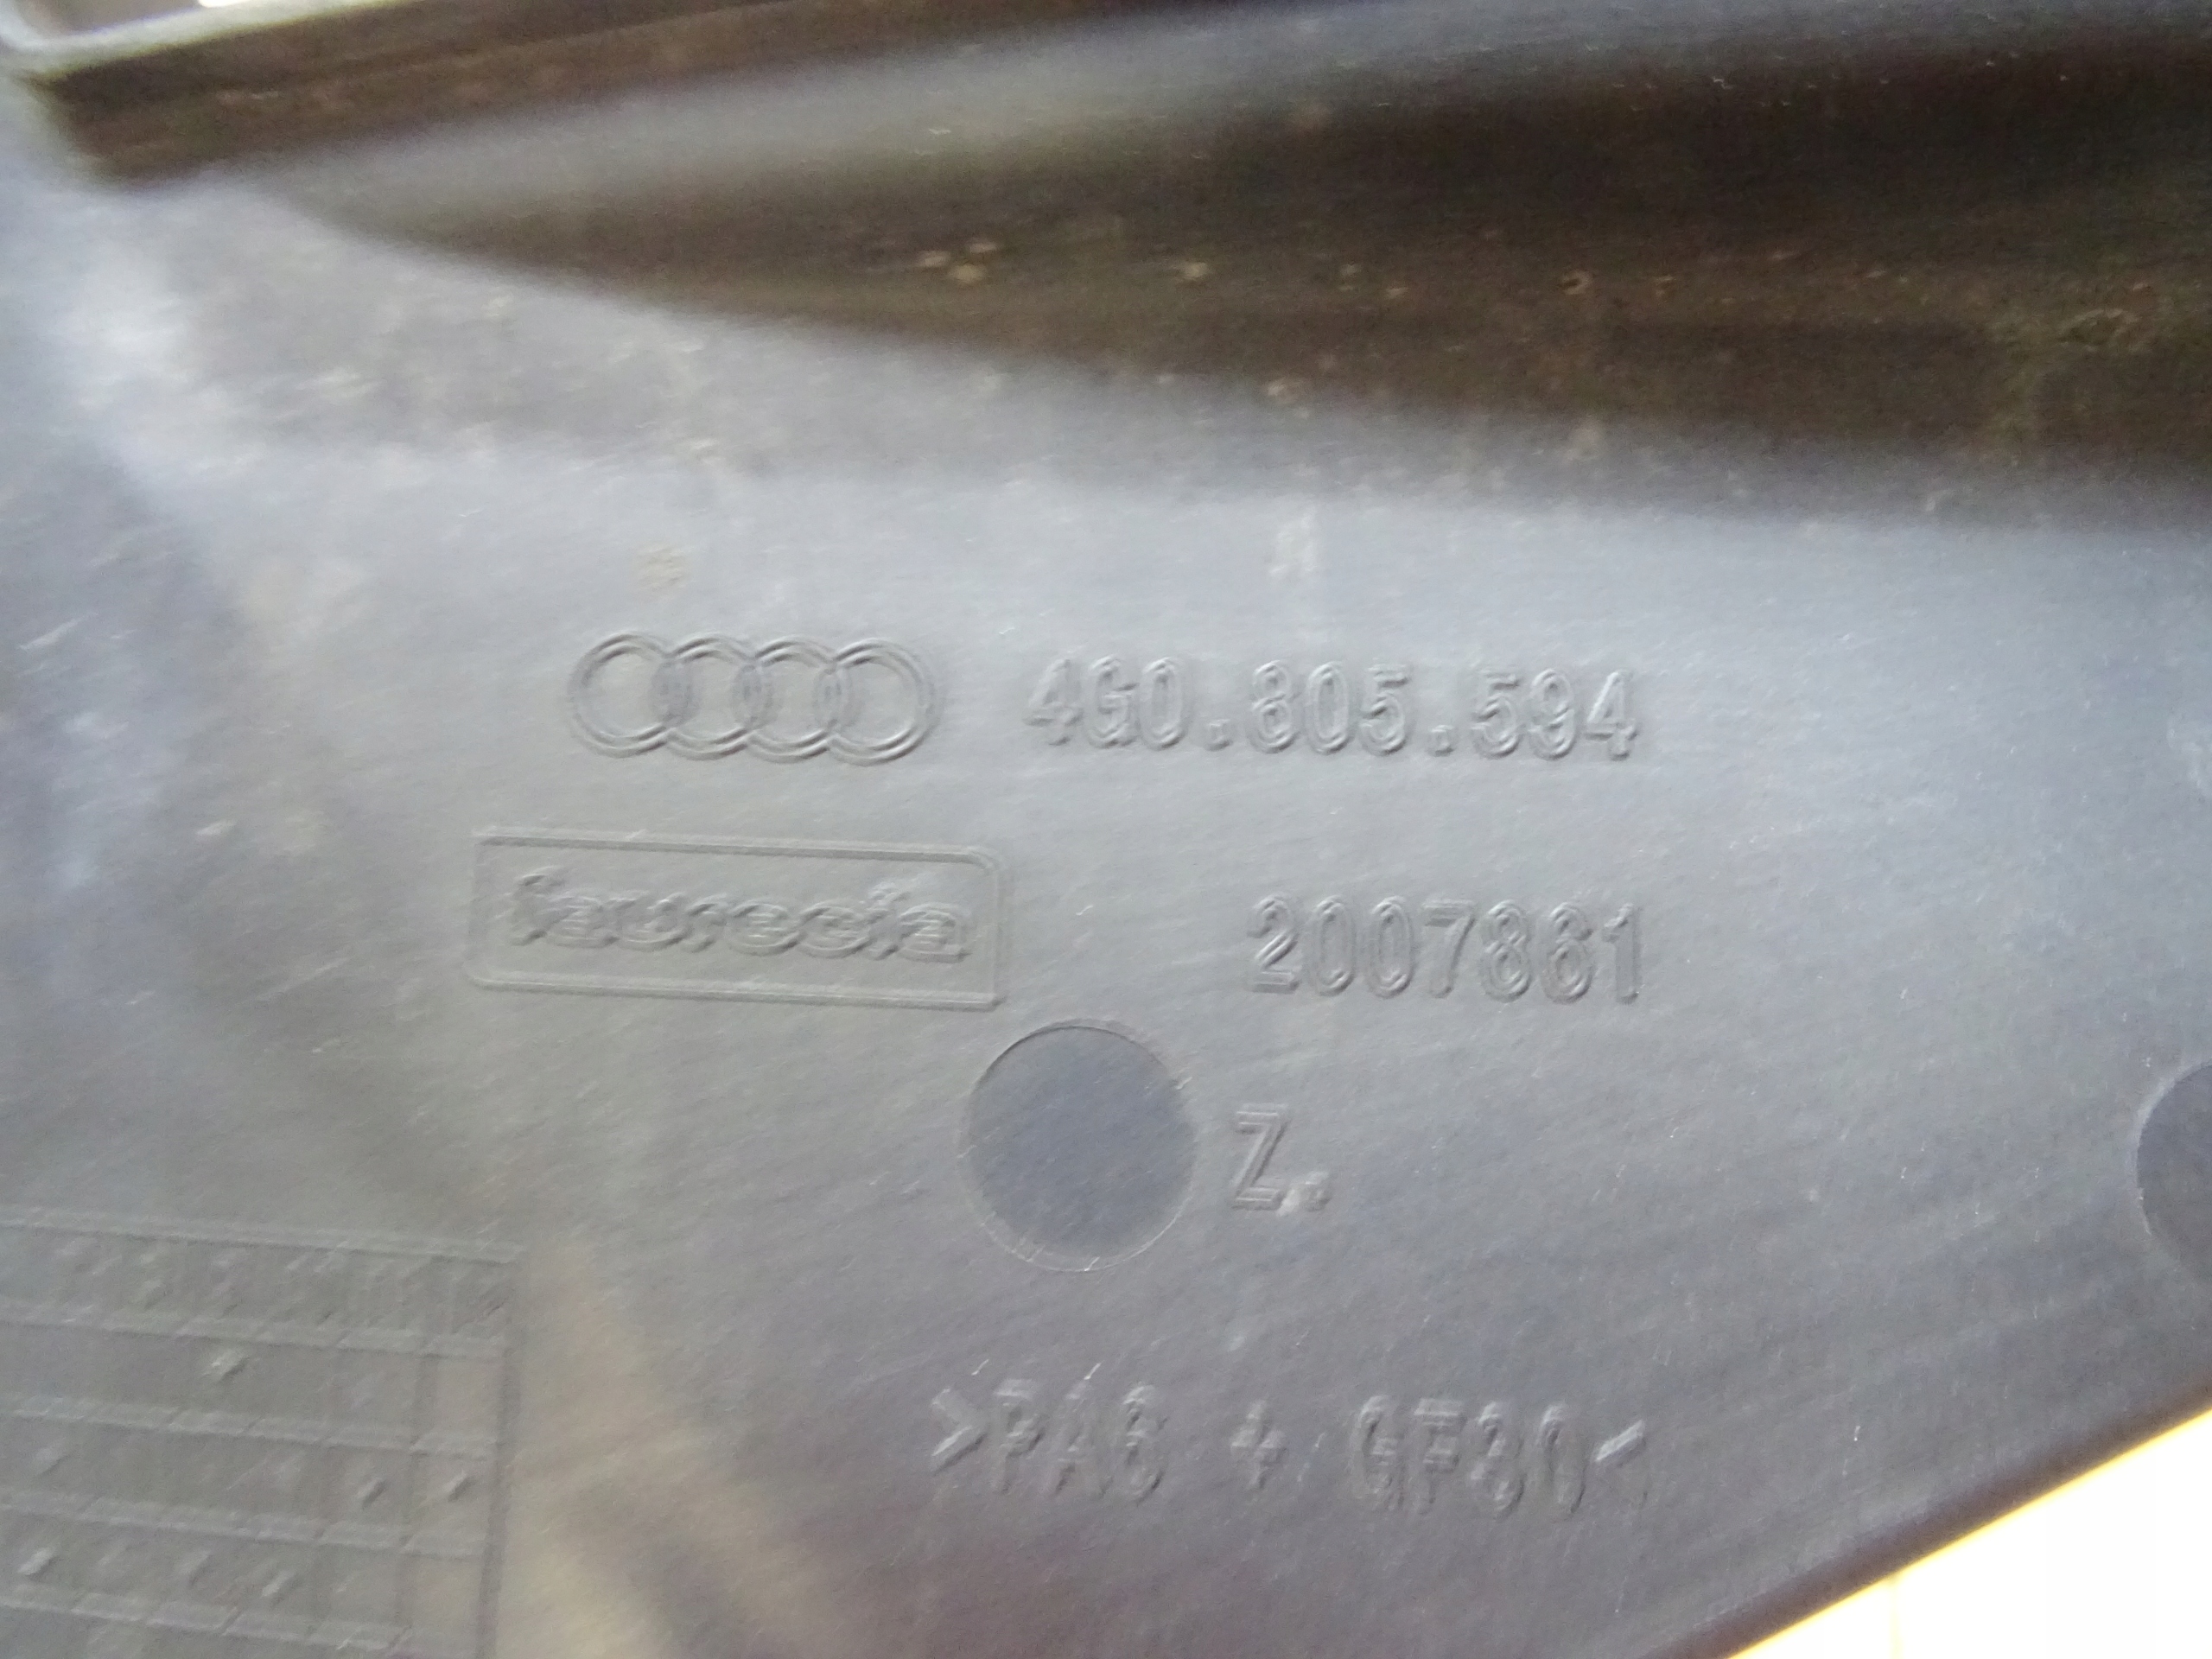 4G0.805.594
faurecia
2007861
Z.
>PA6 + GF30<